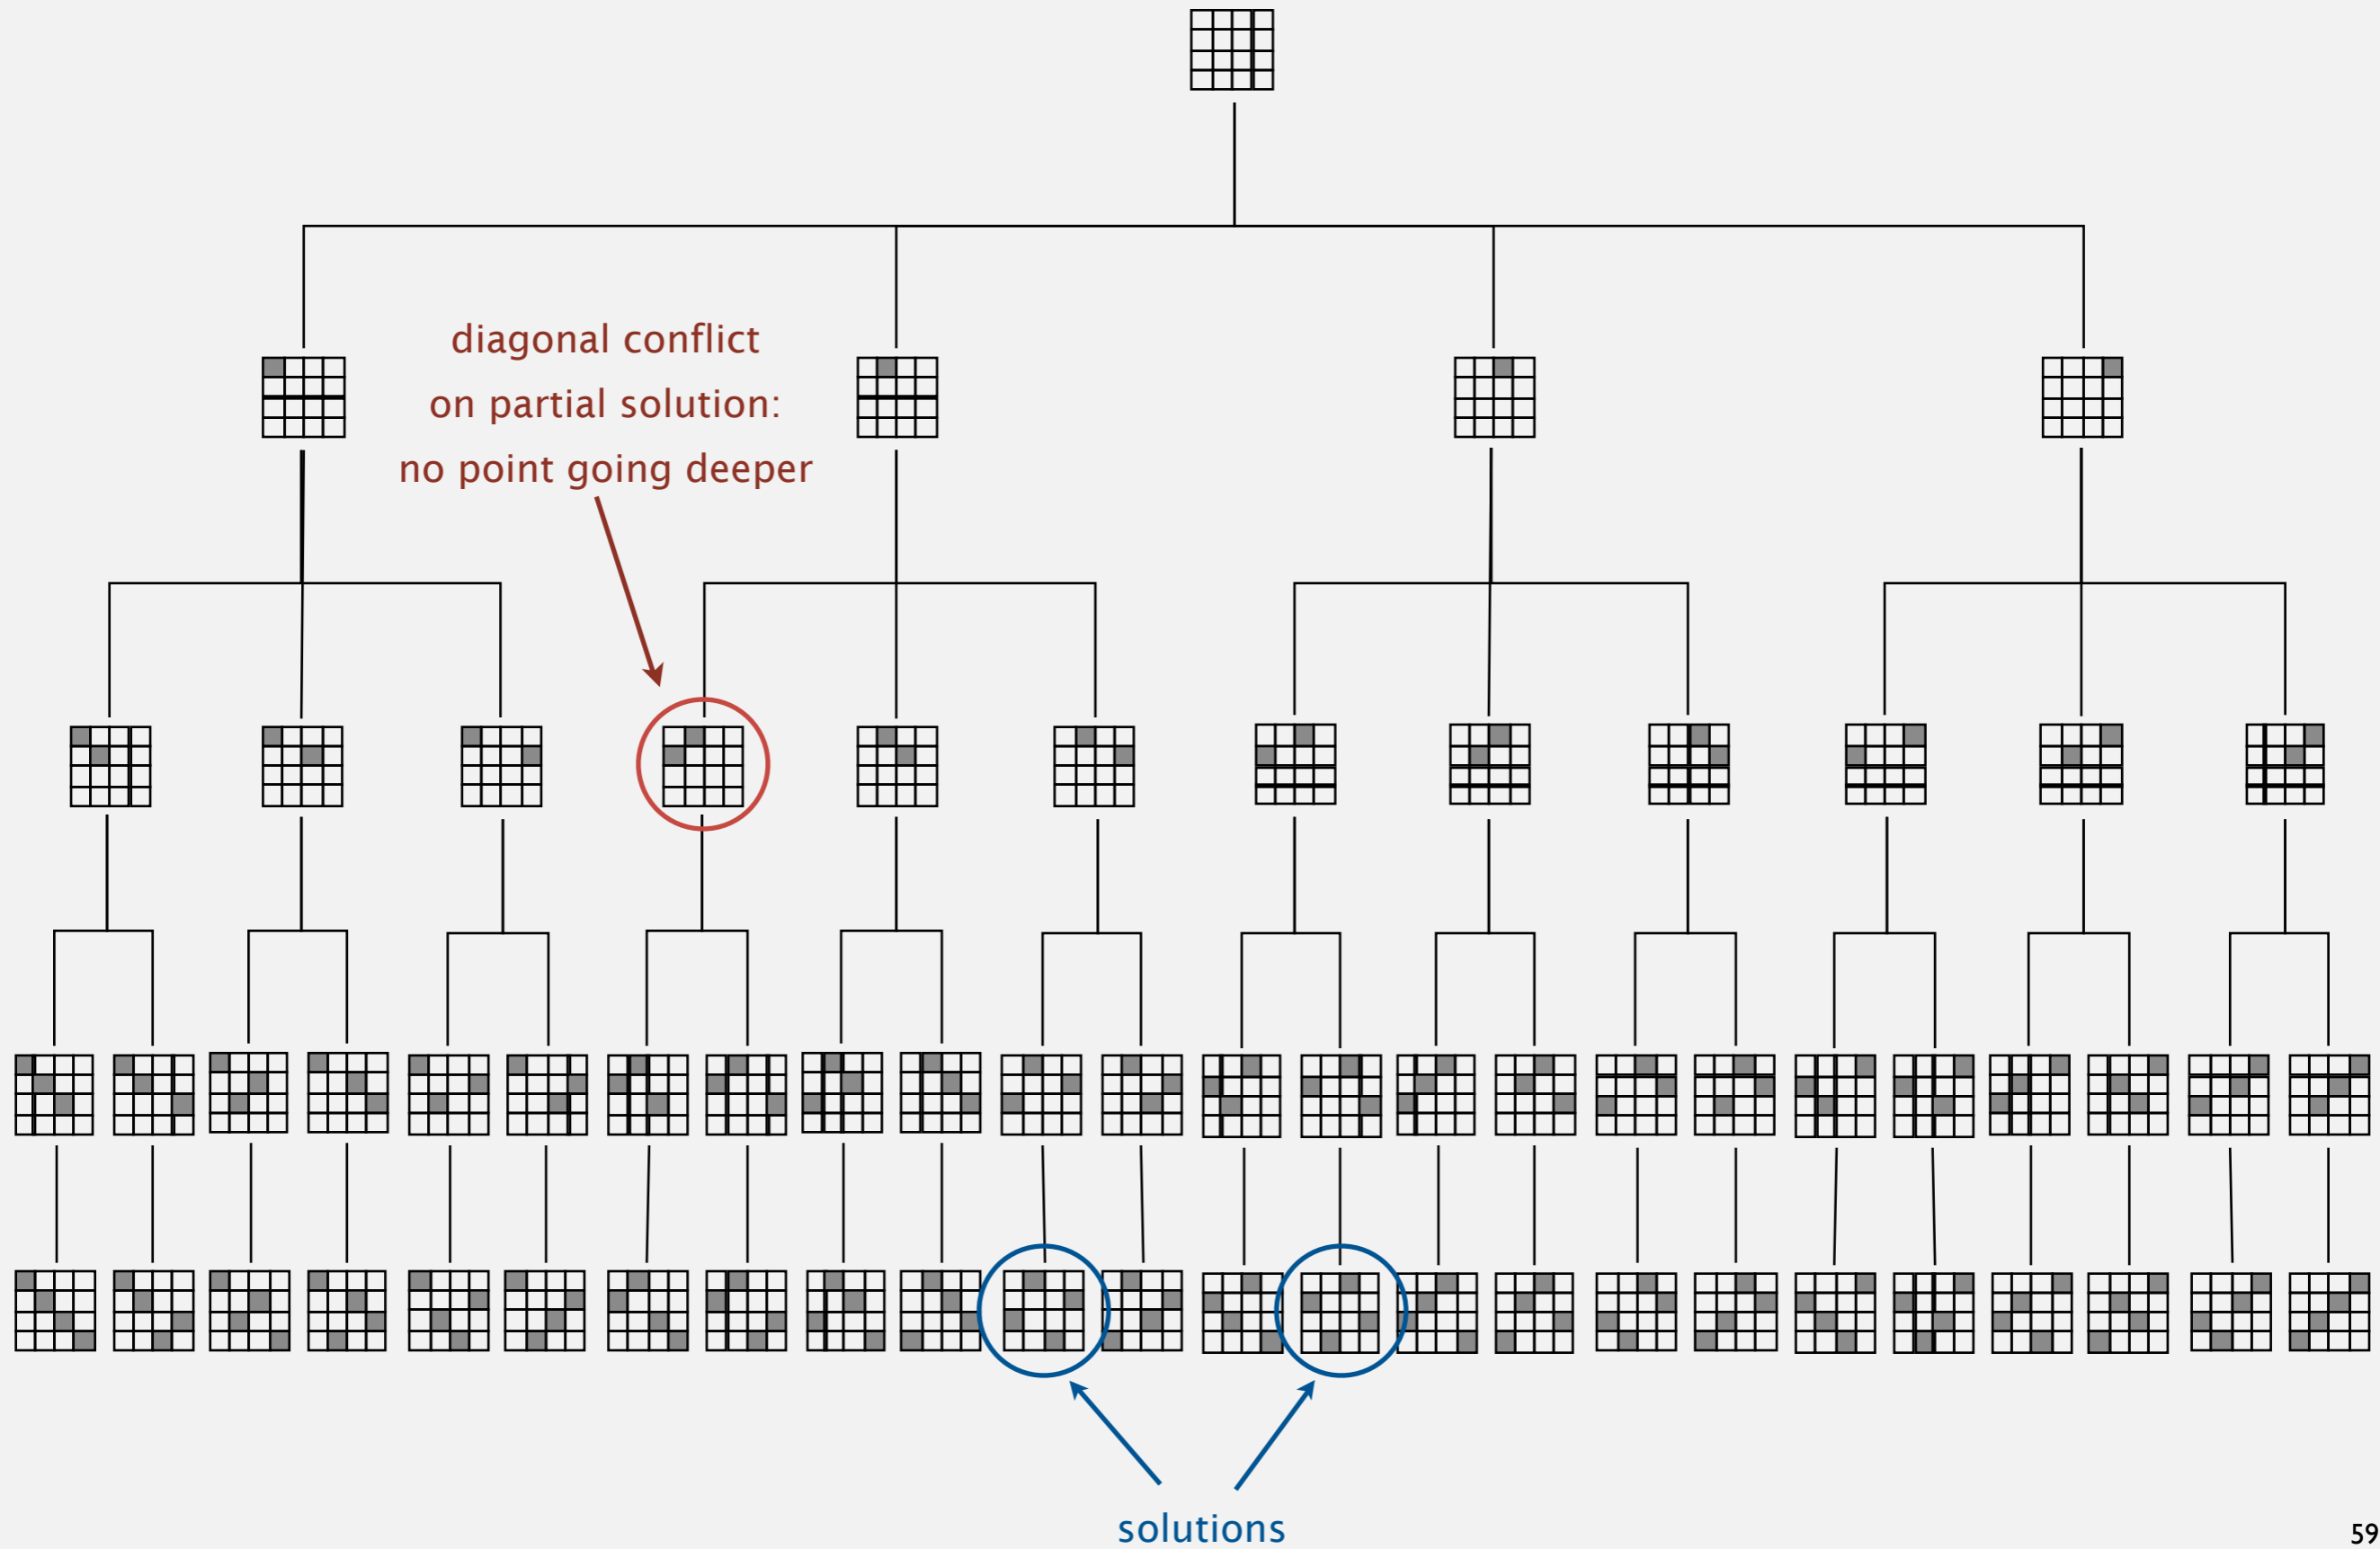 diagonal conflict
on partial solution:
no point going deeper
solutions
59